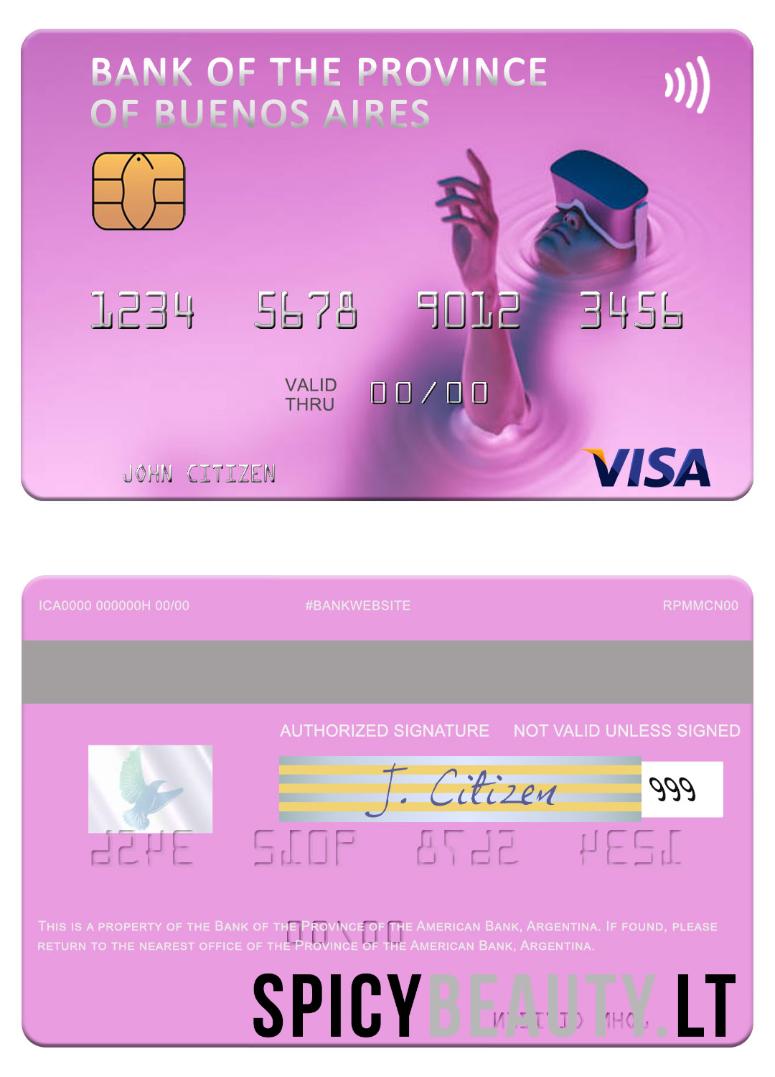 BANK OF THE PROVINCE
OF BUENOS AIRES
1234 5678 9012 3456
VALID THRU 00/00
JOHN CITIZEN
VISA
ICA0000 000000H 00/00 #BANKWEBSITE RPMMCN00
AUTHORIZED SIGNATURE NOT VALID UNLESS SIGNED
J. Citizen 999
THIS IS A PROPERTY OF THE BANK OF THE PROVINCE OF THE AMERICAN BANK, ARGENTINA. IF FOUND, PLEASE
RETURN TO THE NEAREST OFFICE OF THE PROVINCE OF THE AMERICAN BANK, ARGENTINA.
SPICYBEAUTY.LT